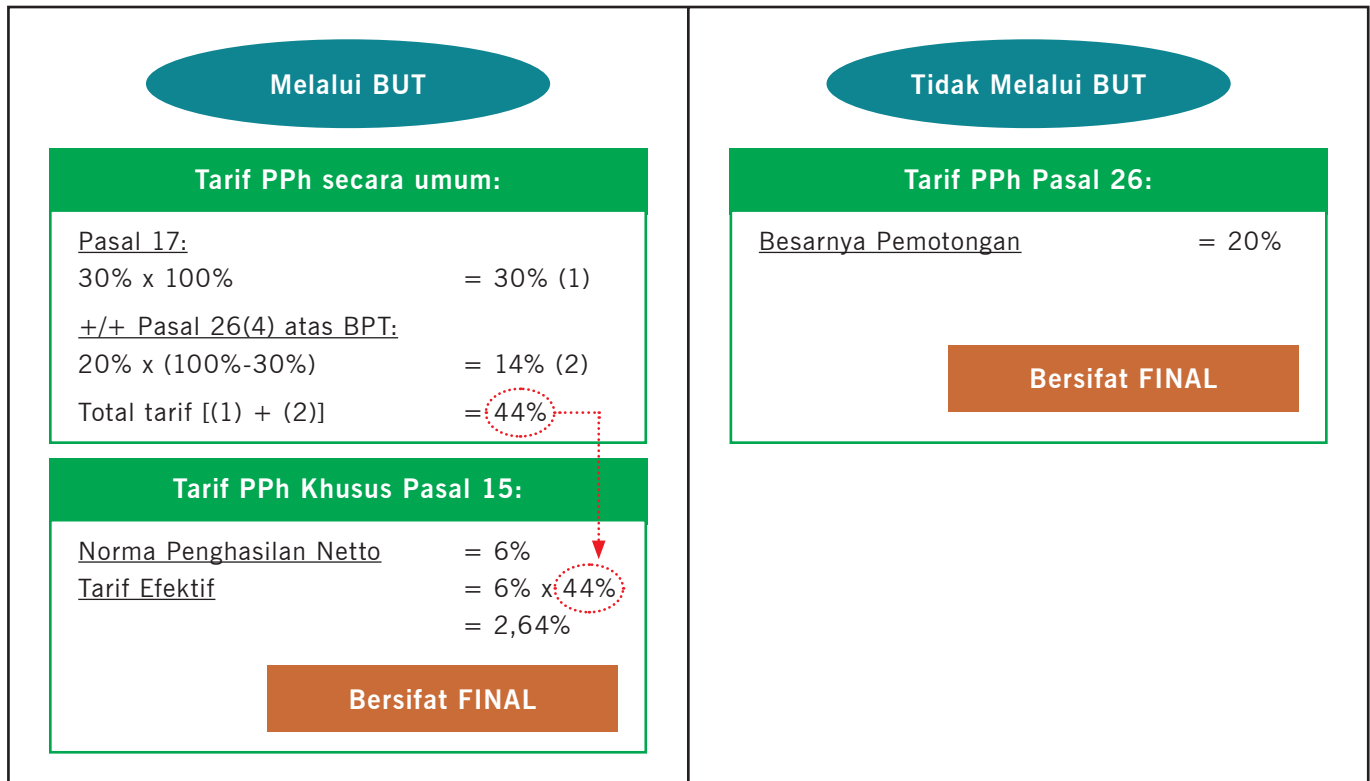 Melalui BUT
Tarif PPh secara umum:
Pasal 17:
30% x 100% = 30% (1)
+/+ Pasal 26(4) atas BPT:
20% x (100%-30%) = 14% (2)
Total tarif [(1) + (2)] = 44%
Tarif PPh Khusus Pasal 15:
Norma Penghasilan Netto = 6%
Tarif Efektif = 6% x 44%
= 2,64%
Bersifat FINAL
Tidak Melalui BUT
Tarif PPh Pasal 26:
Besarnya Pemotongan = 20%
Bersifat FINAL